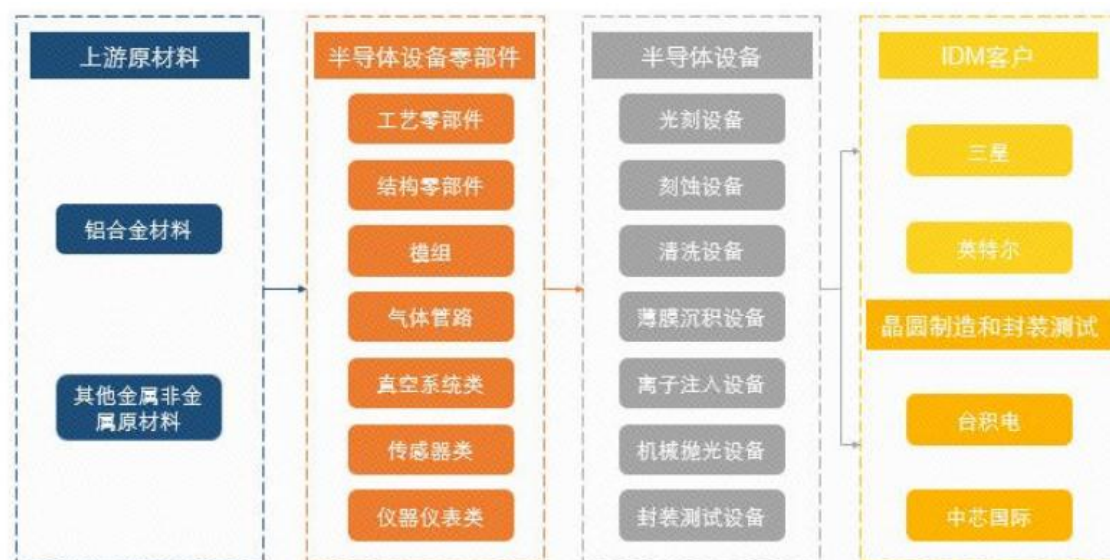 上游原材料
铝合金材料
其他金属非金
属原材料
半导体设备零部件
工艺零部件
结构零部件
模组
气体管路
真空系统类
传感器类
仪器仪表类
半导体设备
光刻设备
刻蚀设备
清洗设备
薄膜沉积设备
离子注入设备
机械抛光设备
封装测试设备
IDM客户
三星
英特尔
晶圆制造和封装测试
台积电
中芯国际